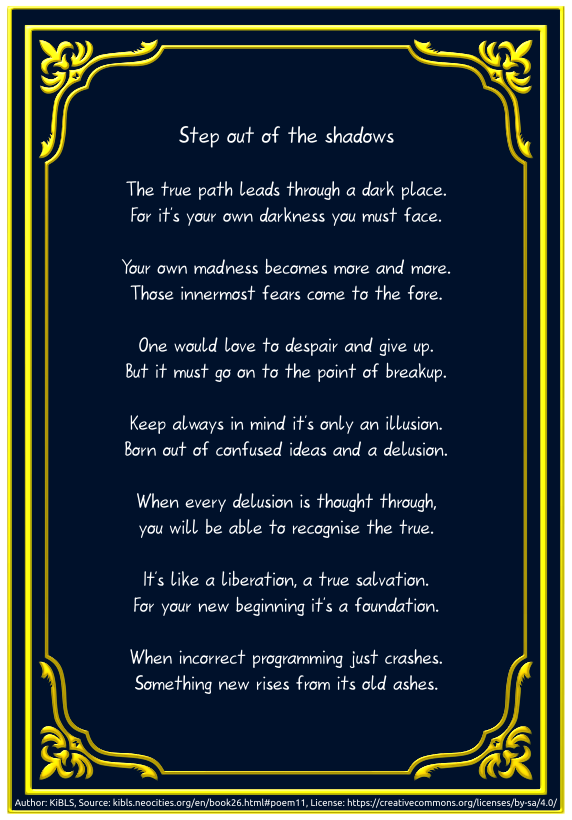 Step out of the shadows
The true path leads through a dark place.
For it's your own darkness you must face.
Your own madness becomes more and more.
Those innermost fears come to the fore.
One would love to despair and give up.
But it must go on to the point of breakup.
Keep always in mind it's only an illusion.
Born out of confused ideas and a delusion.
When every delusion is thought through,
you will be able to recognise the true.
It's like a liberation, a true salvation.
For your new beginning it's a foundation.
When incorrect programming just crashes.
Something new rises from its old ashes.
Author: KiBLS, Source: kibls.neocities.org/en/book26.html#poem11, License: https://creativecommons.org/licenses/by-sa/4.0/